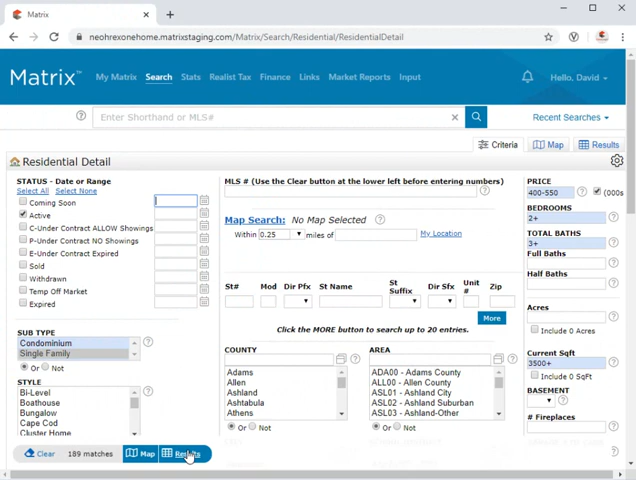 Matrix
neohrexonehome.matrixstaging.com/Matrix/Search/Residential/ResidentialDetail
Matrix™ My Matrix Search Stats Realist Tax Finance Links Market Reports Input Hello, David
Enter Shorthand or MLS# Recent Searches
Criteria Map Results
Residential Detail
STATUS - Date or Range
Select All Select None
Coming Soon
Active
C-Under Contract ALLOW Showings
P-Under Contract NO Showings
E-Under Contract Expired
Sold
Withdrawn
Temp Off Market
Expired
SUB TYPE
Condominium
Single Family
Or Not
STYLE
Bi-Level
Boathouse
Bungalow
Cape Cod
Cluster Home
MLS # (Use the Clear button at the lower left before entering numbers)
Map Search: No Map Selected
Within 0.25 miles of My Location
St# Mod Dir Pfx St Name St Suffix Dir Sfx Unit # Zip
More
Click the MORE button to search up to 20 entries.
COUNTY
Adams
Allen
Ashland
Ashtabula
Athens
Or Not
AREA
ADA00 - Adams County
ALL00 - Allen County
ASL01 - Ashland City
ASL02 - Ashland Suburban
ASL03 - Ashland-Other
Or Not
PRICE
400-550 (000s
BEDROOMS
2+
TOTAL BATHS
3+
Full Baths
Half Baths
Acres
Include 0 Acres
Current Sqft
3500+
Include 0 SqFt
BASEMENT
# Fireplaces
Clear 189 matches Map Results